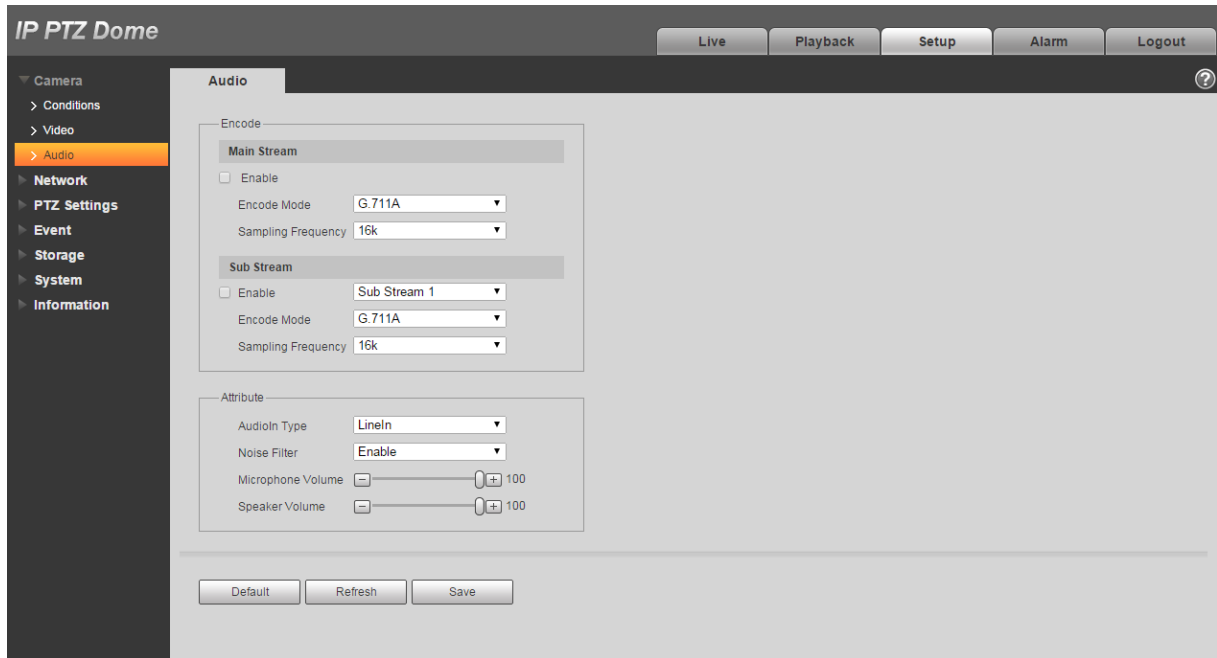 IP PTZ Dome
Live Playback Setup Alarm Logout
Camera
Conditions
Video
Audio
Network
PTZ Settings
Event
Storage
System
Information
Audio
?
Encode
Main Stream
Enable
Encode Mode G.711A
Sampling Frequency 16k
Sub Stream
Enable Sub Stream 1
Encode Mode G.711A
Sampling Frequency 16k
Attribute
AudioIn Type LineIn
Noise Filter Enable
Microphone Volume - + 100
Speaker Volume - + 100
Default Refresh Save